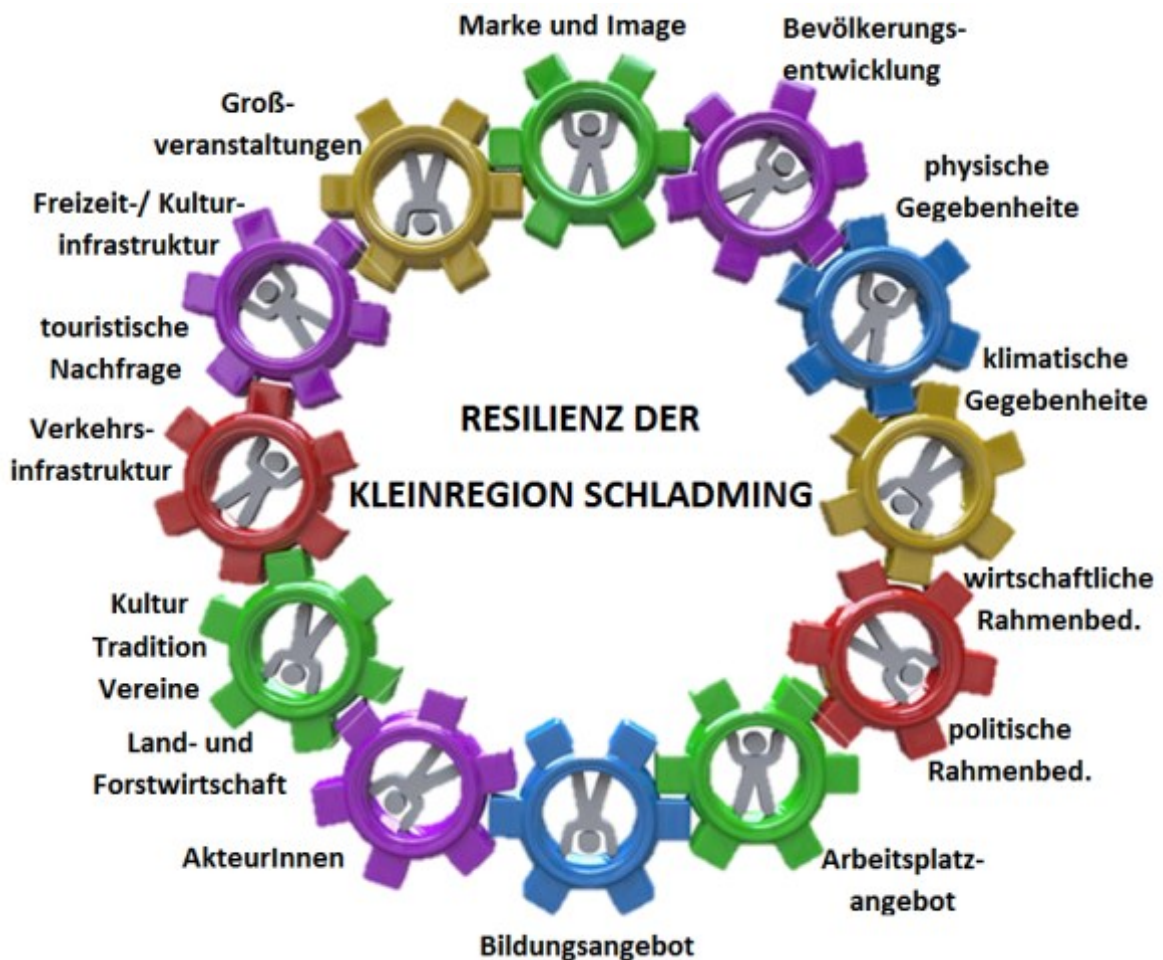 Marke und Image
Bevölkerungs-
entwicklung
physische
Gegebenheite
klimatische
Gegebenheite
wirtschaftliche
Rahmenbed.
politische
Rahmenbed.
Arbeitsplatz-
angebot
Bildungsangebot
AkteurInnen
Land- und
Forstwirtschaft
Kultur
Tradition
Vereine
Verkehrs-
infrastruktur
touristische
Nachfrage
Freizeit-/ Kultur-
infrastruktur
Groß-
veranstaltungen
RESILIENZ DER
KLEINREGION SCHLADMING